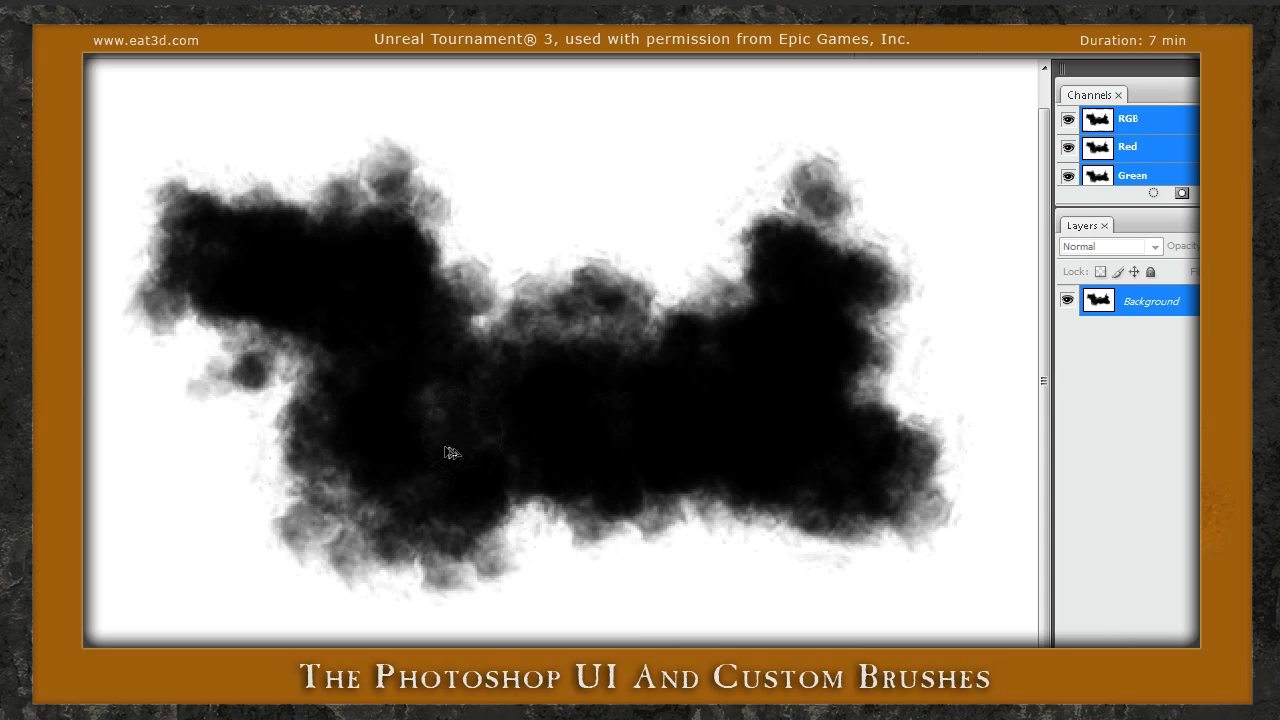 www.eat3d.com
Unreal Tournament® 3, used with permission from Epic Games, Inc.
Duration: 7 min
Channels ×
RGB
Red
Green
Layers ×
Normal
Opacity
Lock:
Background
The Photoshop UI And Custom Brushes